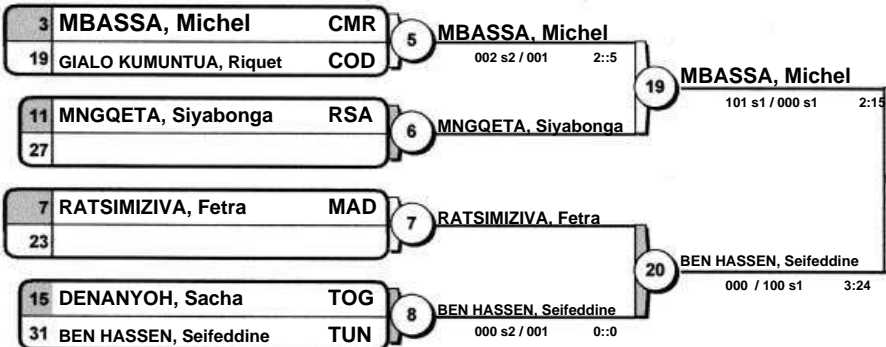 3 MBASSA, Michel CMR
19 GIALO KUMUNTUA, Riquet COD
5
MBASSA, Michel
002 s2 / 001 2::5
11 MNGQETA, Siyabonga RSA
27
6
MNGQETA, Siyabonga
19
MBASSA, Michel
101 s1 / 000 s1 2:15
7 RATSIMIZIVA, Fetra MAD
23
7
RATSIMIZIVA, Fetra
15 DENANYOH, Sacha TOG
31 BEN HASSEN, Seifeddine TUN
8
BEN HASSEN, Seifeddine
000 s2 / 001 0::0
20
BEN HASSEN, Seifeddine
000 / 100 s1 3:24